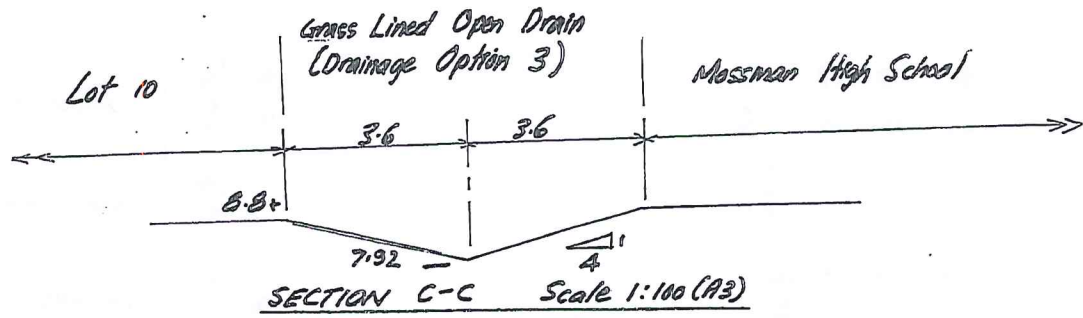 Grass Lined Open Drain
(Drainage Option 3)
Lot 10
Mossman High School
3.6 3.6
8.8+
7.92
1
4
SECTION C-C Scale 1:100 (A3)